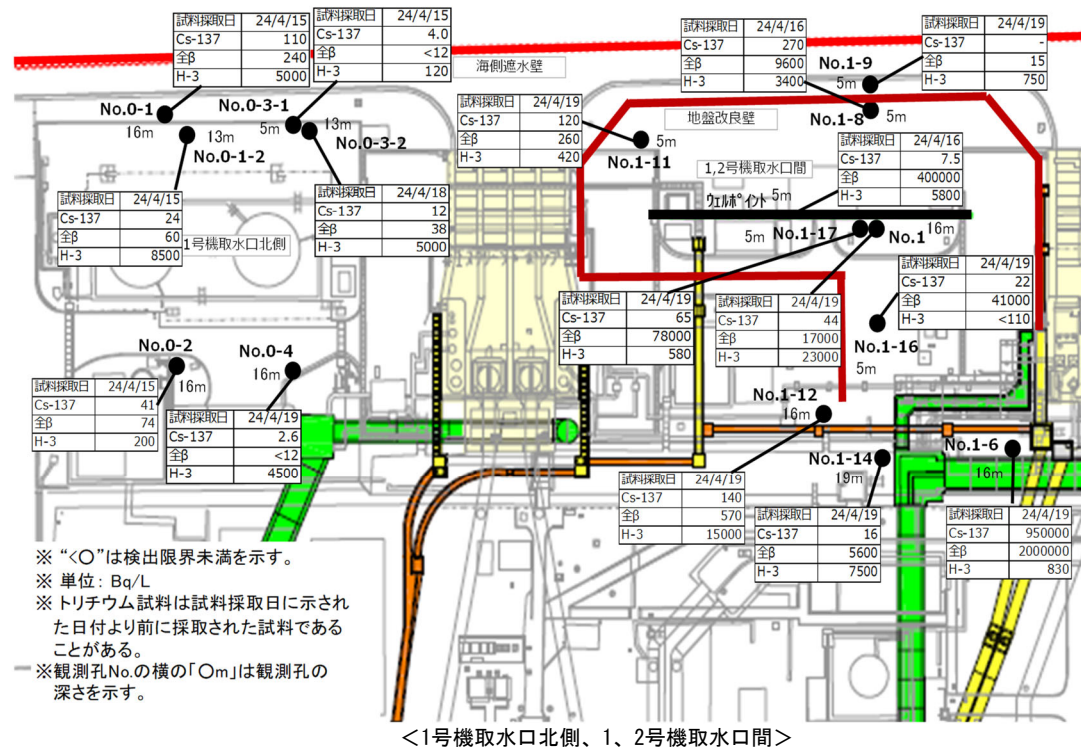 試料採取日 24/4/15
Cs-137 110
全β 240
H-3 5000
試料採取日 24/4/15
Cs-137 4.0
全β <12
H-3 120
海側遮水壁
試料採取日 24/4/16
Cs-137 270
全β 9600
H-3 3400
試料採取日 24/4/19
Cs-137 -
全β 15
H-3 750
No.0-1
16m
No.0-3-1
5m
13m
No.0-1-2
13m
No.0-3-2
試料採取日 24/4/19
Cs-137 120
全β 260
H-3 420
No.1-11
5m
No.1-9
5m
No.1-8
5m
地盤改良壁
1,2号機取水口間
試料採取日 24/4/16
Cs-137 7.5
全β 400000
H-3 5800
試料採取日 24/4/15
Cs-137 24
全β 60
H-3 8500
1号機取水口北側
試料採取日 24/4/18
Cs-137 12
全β 38
H-3 5000
ウェルポイント
5m
5m
No.1-17
No.1
16m
試料採取日 24/4/19
Cs-137 22
全β 41000
H-3 <110
試料採取日 24/4/19
Cs-137 65
全β 78000
H-3 580
試料採取日 24/4/19
Cs-137 44
全β 17000
H-3 23000
No.1-16
5m
No.0-2
16m
No.0-4
16m
試料採取日 24/4/15
Cs-137 41
全β 74
H-3 200
試料採取日 24/4/19
Cs-137 2.6
全β <12
H-3 4500
No.1-12
16m
No.1-14
19m
No.1-6
16m
試料採取日 24/4/19
Cs-137 140
全β 570
H-3 15000
試料採取日 24/4/19
Cs-137 16
全β 5600
H-3 7500
試料採取日 24/4/19
Cs-137 950000
全β 2000000
H-3 830
※ “<〇”は検出限界未満を示す。
※ 単位: Bq/L
※ トリチウム試料は試料採取日に示され
た日付より前に採取された試料である
ことがある。
※観測孔No.の横の「〇m」は観測孔の
深さを示す。
<1号機取水口北側、1、2号機取水口間>